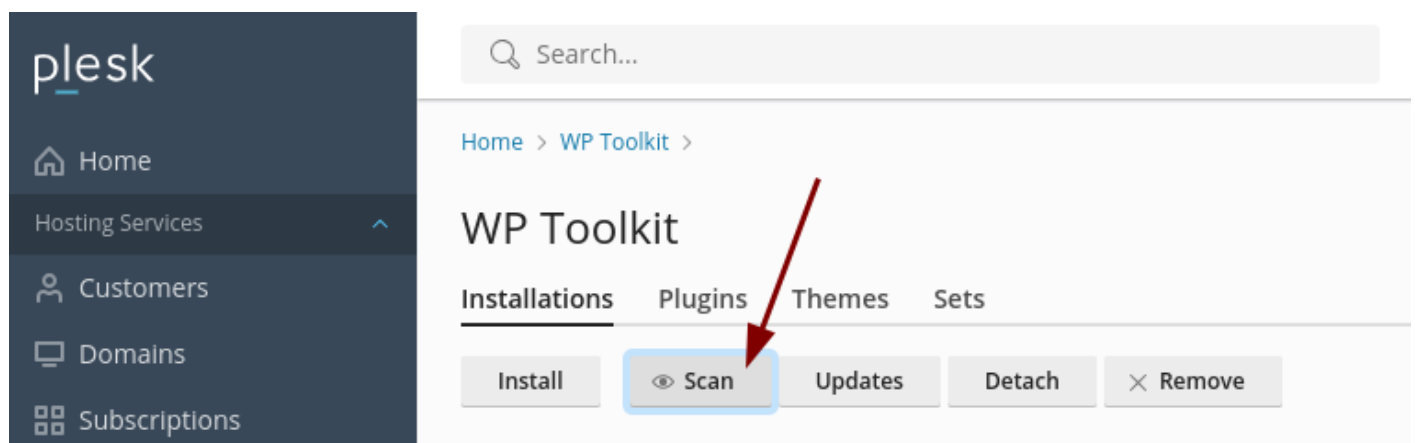 plesk
Search...
Home
Hosting Services
Customers
Domains
Subscriptions
Home > WP Toolkit >
WP Toolkit
Installations Plugins Themes Sets
Install Scan Updates Detach Remove